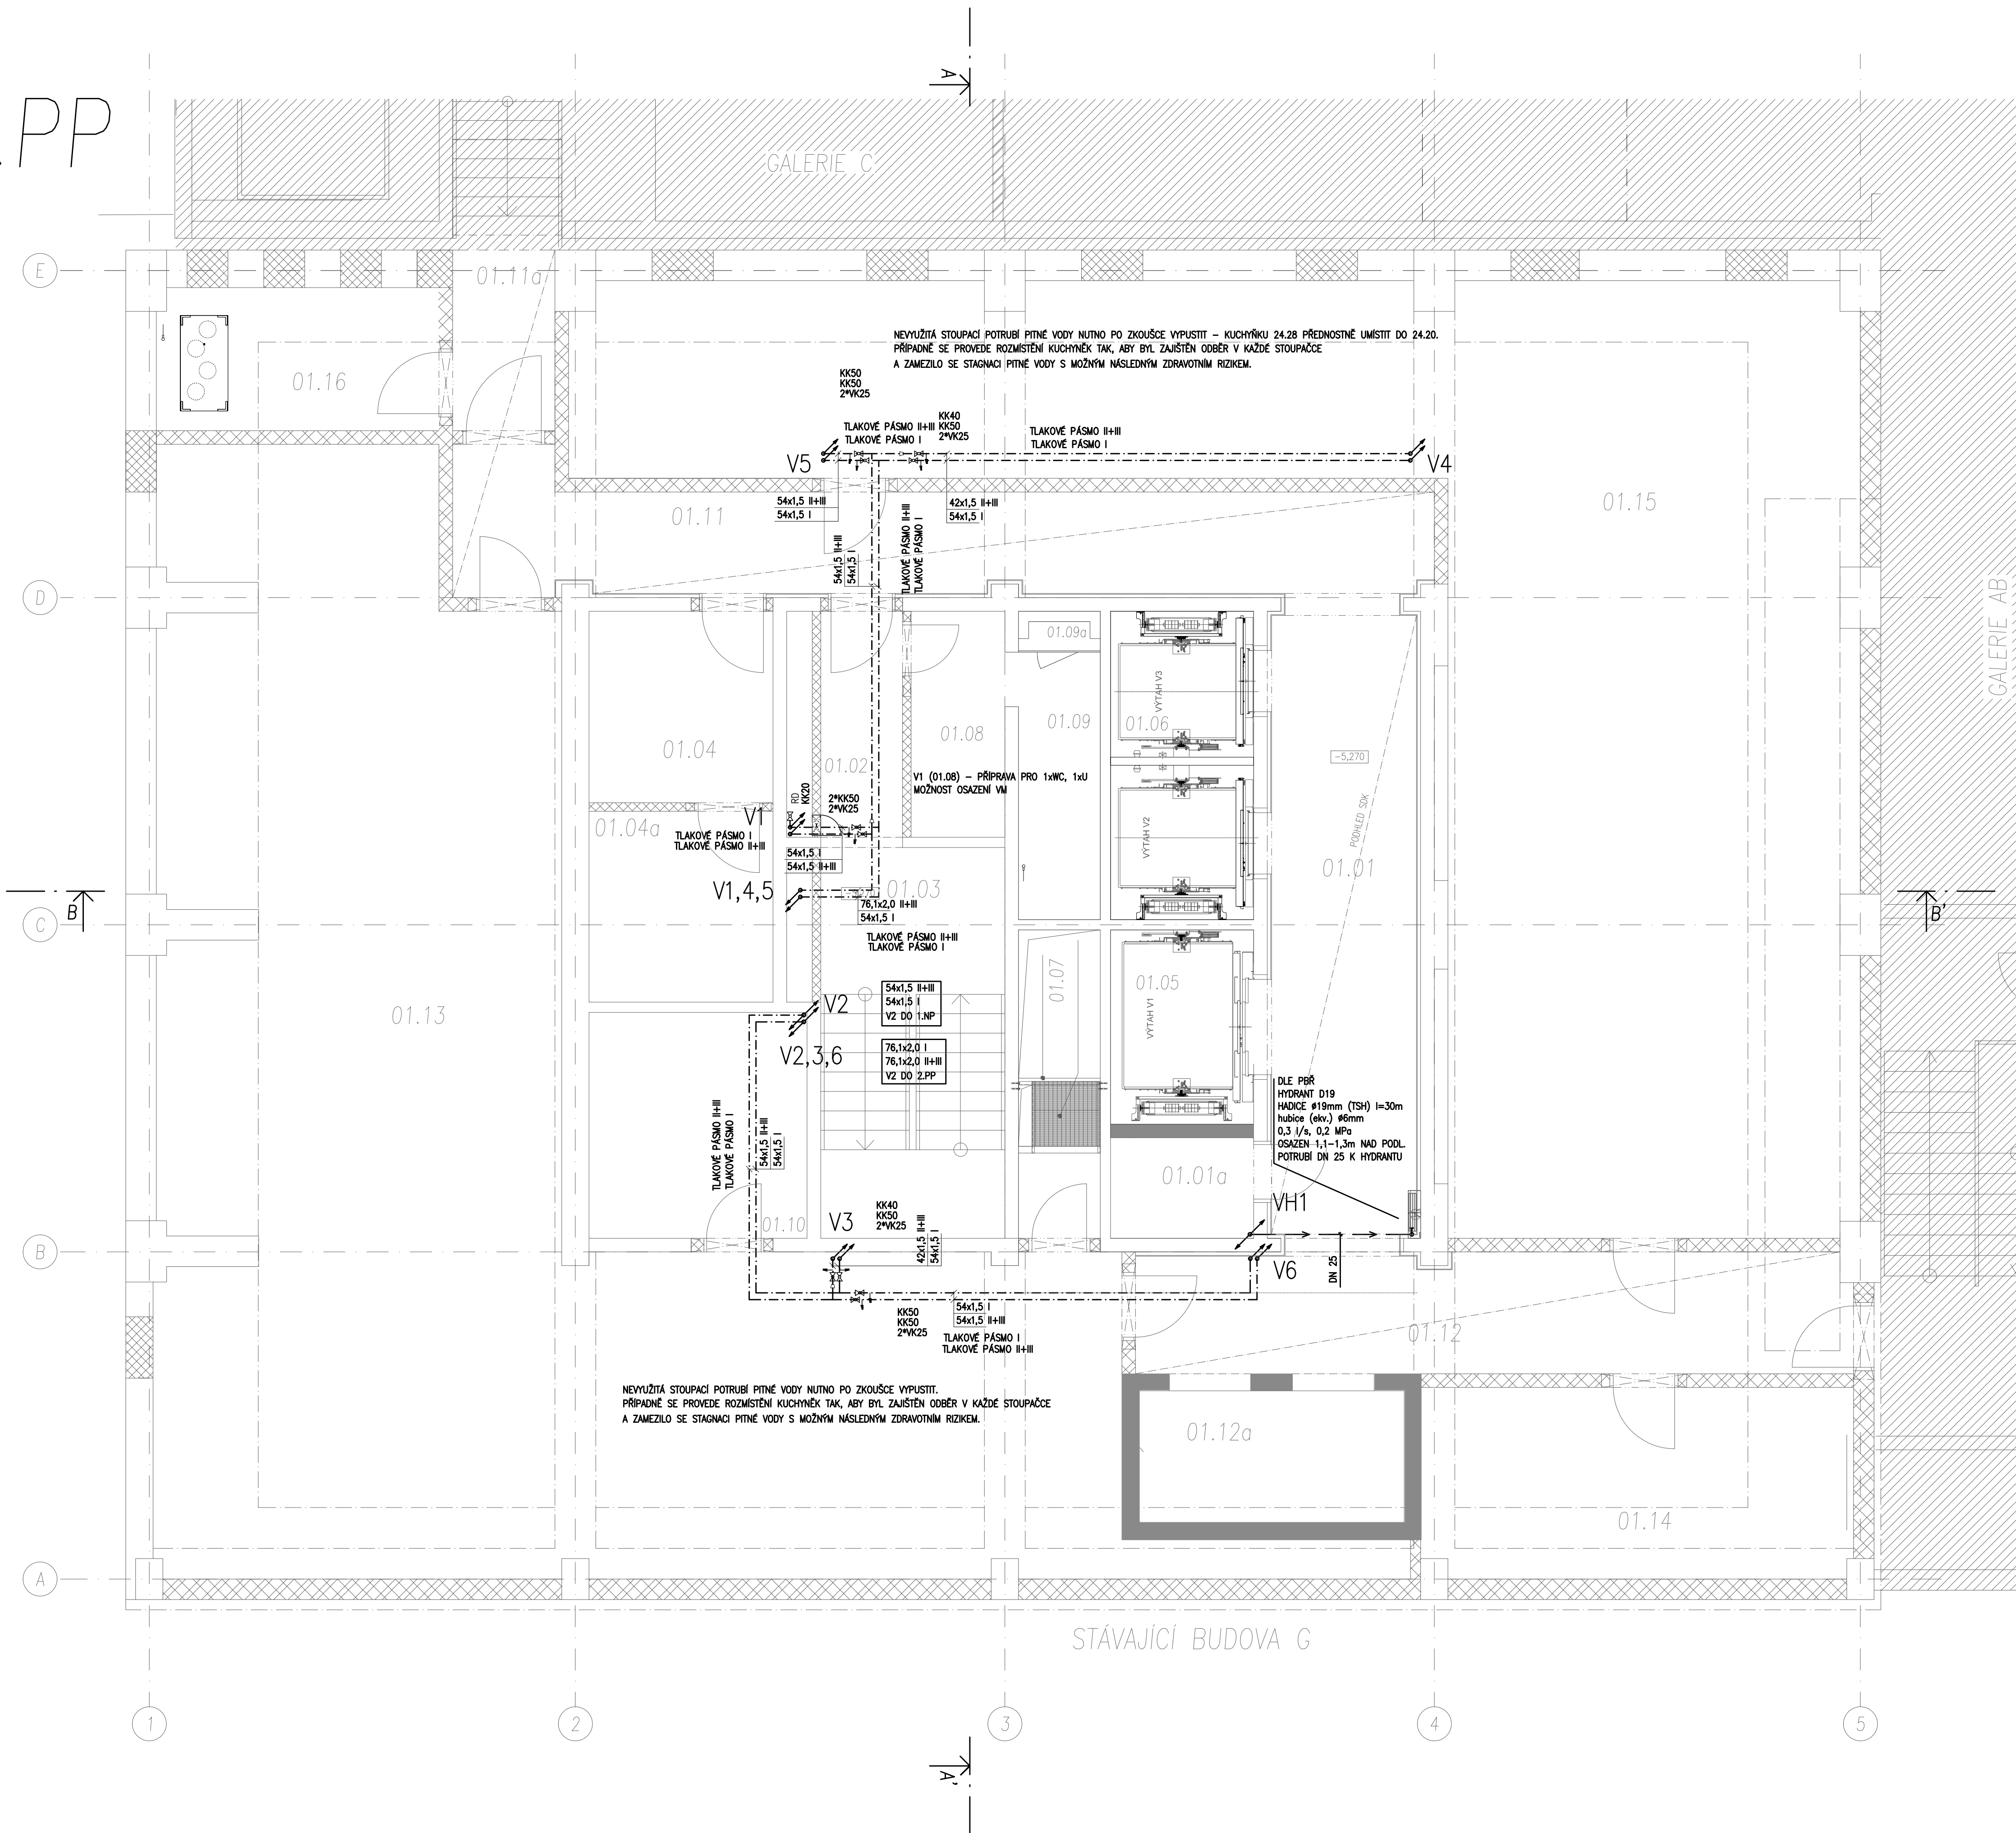 .PP
A
GALERIE C
E
01.11a
01.16
NEVYUŽITÁ STOUPACÍ POTRUBÍ PITNÉ VODY NUTNO PO ZKOUŠCE VYPUSTIT – KUCHYŇKU 24.28 PŘEDNOSTNĚ UMÍSTIT DO 24.20.
PŘÍPADNĚ SE PROVEDE ROZMÍSTĚNÍ KUCHYNĚK TAK, ABY BYL ZAJIŠTĚN ODBĚR V KAŽDÉ STOUPAČCE
A ZAMEZILO SE STAGNACI PITNÉ VODY S MOŽNÝM NÁSLEDNÝM ZDRAVOTNÍM RIZIKEM.
KK50
KK50
2*VK25
TLAKOVÉ PÁSMO II+III
TLAKOVÉ PÁSMO I
KK40
KK50
2*VK25
TLAKOVÉ PÁSMO II+III
TLAKOVÉ PÁSMO I
V5
V4
54x1,5 II+III
54x1,5 I
42x1,5 II+III
54x1,5 I
01.11
01.15
54x1,5 II+III
54x1,5 I
TLAKOVÉ PÁSMO II+III
TLAKOVÉ PÁSMO I
D
GALERIE AB
01.09a
01.04
01.02
01.08
01.09
01.06
VÝTAH V3
-5,270
V1 (01.08) – PŘÍPRAVA PRO 1xWC, 1xU
MOŽNOST OSAZENÍ VM
RD
KK20
2*KK50
2*VK25
V1
TLAKOVÉ PÁSMO I
TLAKOVÉ PÁSMO II+III
01.04a
54x1,5 I
54x1,5 II+III
VÝTAH V2
PODHLED SDK
01.01
V1,4,5
01.03
76,1x2,0 II+III
54x1,5 I
B
B'
C
TLAKOVÉ PÁSMO II+III
TLAKOVÉ PÁSMO I
01.07
01.05
VÝTAH V1
01.13
V2
54x1,5 II+III
54x1,5 I
V2 DO 1.NP
V2,3,6
76,1x2,0 I
76,1x2,0 II+III
V2 DO 2.PP
TLAKOVÉ PÁSMO II+III
TLAKOVÉ PÁSMO I
54x1,5 II+III
54x1,5 I
DLE PBŘ
HYDRANT D19
HADICE ø19mm (TSH) l=30m
hubice (ekv.) ø6mm
0,3 l/s, 0,2 MPa
OSAZEN 1,1-1,3m NAD PODL.
POTRUBÍ DN 25 K HYDRANTU
01.01a
01.10
V3
KK40
KK50
2*VK25
42x1,5 II+III
54x1,5 I
VH1
V6
DN 25
B
KK50
KK50
2*VK25
54x1,5 I
54x1,5 II+III
TLAKOVÉ PÁSMO I
TLAKOVÉ PÁSMO II+III
01.12
NEVYUŽITÁ STOUPACÍ POTRUBÍ PITNÉ VODY NUTNO PO ZKOUŠCE VYPUSTIT.
PŘÍPADNĚ SE PROVEDE ROZMÍSTĚNÍ KUCHYNĚK TAK, ABY BYL ZAJIŠTĚN ODBĚR V KAŽDÉ STOUPAČCE
A ZAMEZILO SE STAGNACI PITNÉ VODY S MOŽNÝM NÁSLEDNÝM ZDRAVOTNÍM RIZIKEM.
01.12a
01.14
A
STÁVAJÍCÍ BUDOVA G
1
2
3
4
5
A'